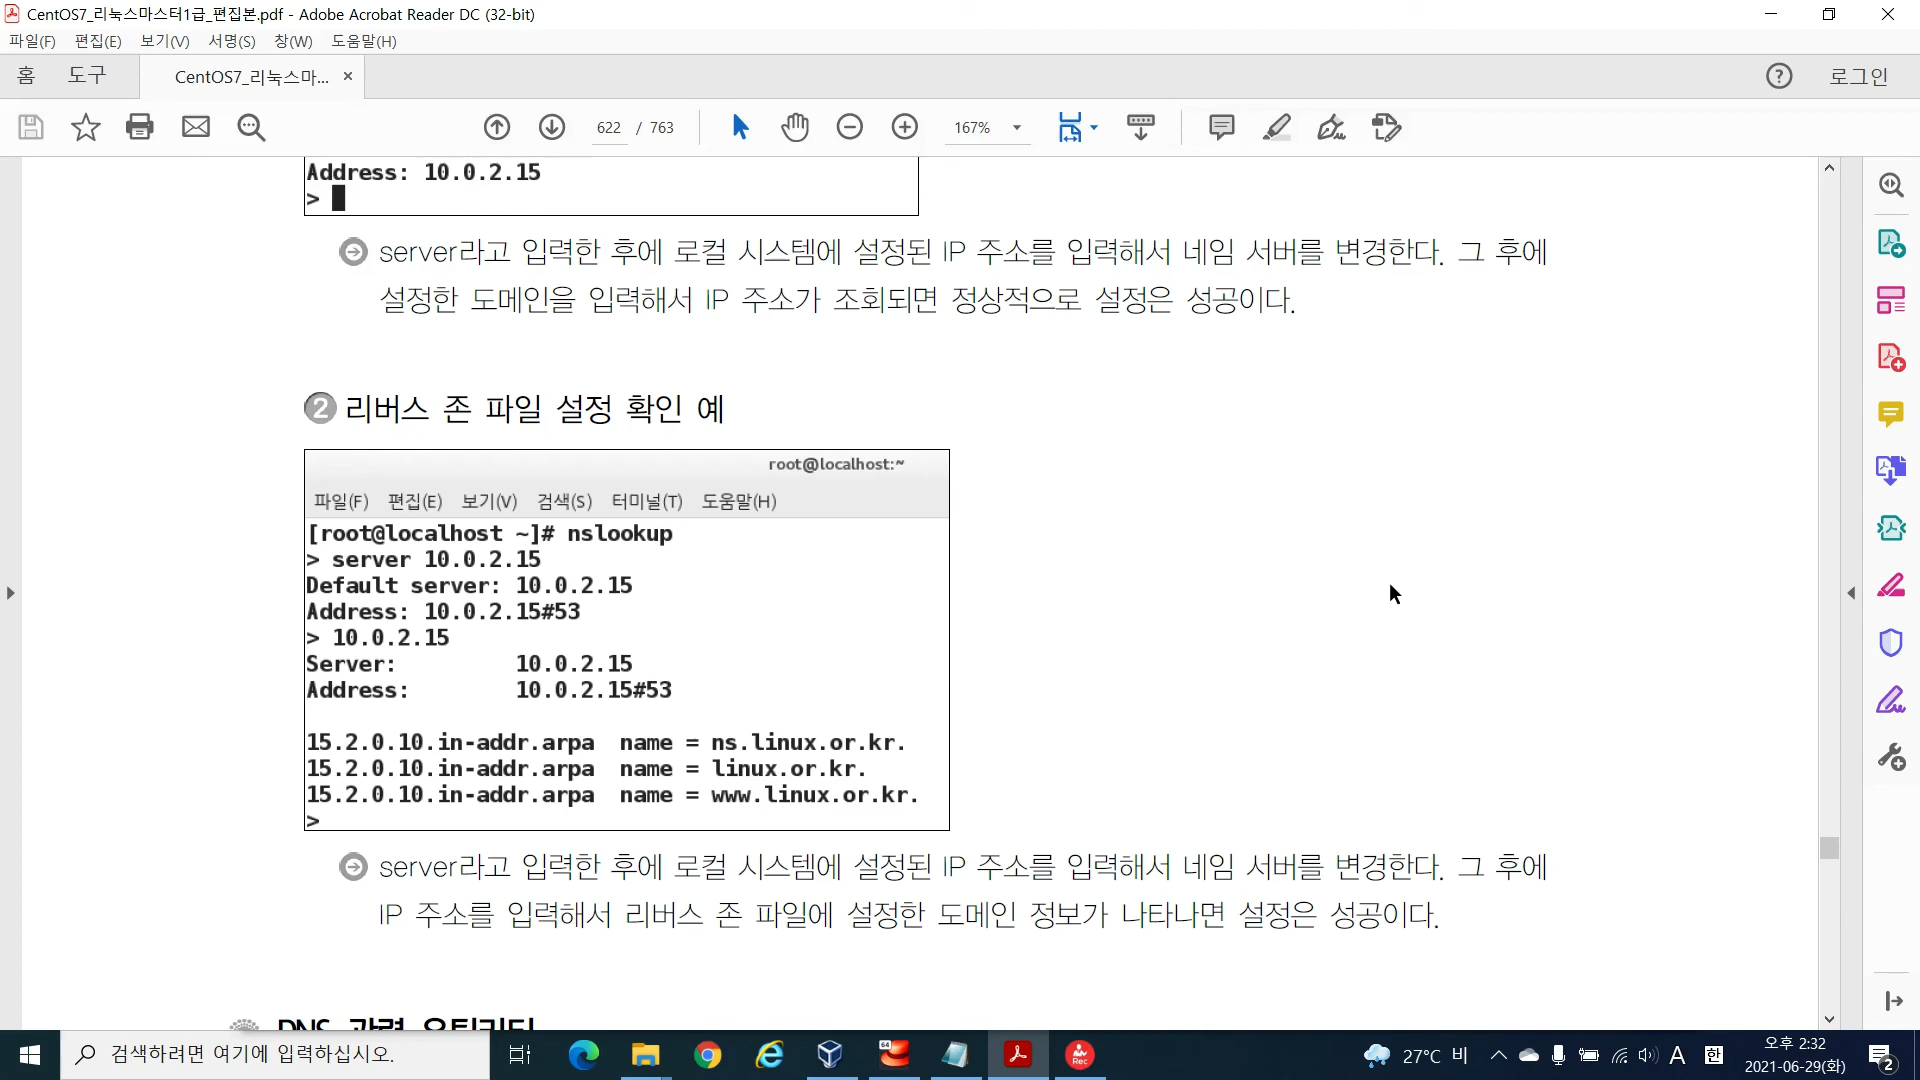 CentOS7_리눅스마스터1급_편집본.pdf - Adobe Acrobat Reader DC (32-bit)
파일(F) 편집(E) 보기(V) 서명(S) 창(W) 도움말(H)
홈 도구 CentOS7_리눅스마... × ? 로그인
622 / 763 167%
Address: 10.0.2.15
>
server라고 입력한 후에 로컬 시스템에 설정된 IP 주소를 입력해서 네임 서버를 변경한다. 그 후에
설정한 도메인을 입력해서 IP 주소가 조회되면 정상적으로 설정은 성공이다.
2 리버스 존 파일 설정 확인 예
root@localhost:~
파일(F) 편집(E) 보기(V) 검색(S) 터미널(T) 도움말(H)
[root@localhost ~]# nslookup
> server 10.0.2.15
Default server: 10.0.2.15
Address: 10.0.2.15#53
> 10.0.2.15
Server: 10.0.2.15
Address: 10.0.2.15#53
15.2.0.10.in-addr.arpa name = ns.linux.or.kr.
15.2.0.10.in-addr.arpa name = linux.or.kr.
15.2.0.10.in-addr.arpa name = www.linux.or.kr.
>
server라고 입력한 후에 로컬 시스템에 설정된 IP 주소를 입력해서 네임 서버를 변경한다. 그 후에
IP 주소를 입력해서 리버스 존 파일에 설정한 도메인 정보가 나타나면 설정은 성공이다.
DNS 관련 유틸리티
검색하려면 여기에 입력하십시오.
64
Rec
27°C 비
A 한
오후 2:32
2021-06-29(화)
2